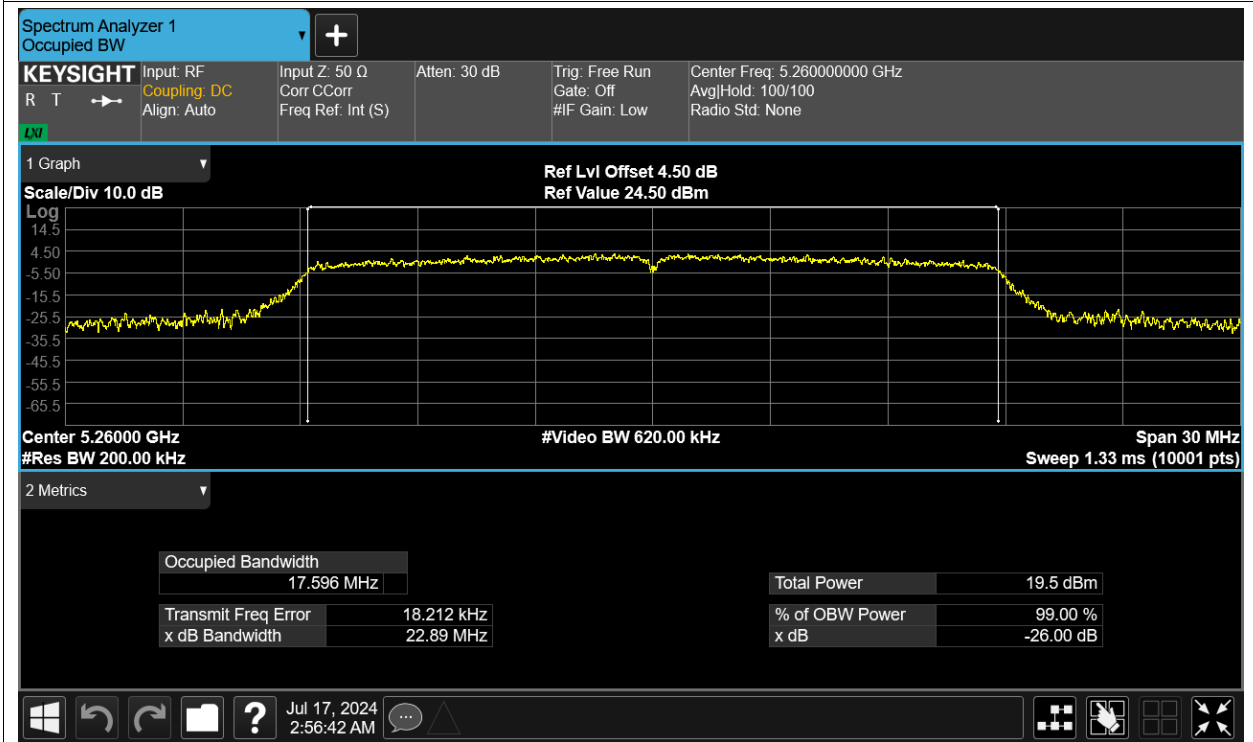 Spectrum Analyzer 1
Occupied BW
KEYSIGHT
R T
LXI
Input: RF
Coupling: DC
Align: Auto
Input Z: 50 Ω
Corr CCorr
Freq Ref: Int (S)
Atten: 30 dB
Trig: Free Run
Gate: Off
#IF Gain: Low
Center Freq: 5.260000000 GHz
Avg|Hold: 100/100
Radio Std: None
1 Graph
Scale/Div 10.0 dB
Ref Lvl Offset 4.50 dB
Ref Value 24.50 dBm
Log
14.5
4.50
-5.50
-15.5
-25.5
-35.5
-45.5
-55.5
-65.5
Center 5.26000 GHz
#Res BW 200.00 kHz
#Video BW 620.00 kHz
Span 30 MHz
Sweep 1.33 ms (10001 pts)
2 Metrics
Occupied Bandwidth
17.596 MHz
Transmit Freq Error 18.212 kHz
x dB Bandwidth 22.89 MHz
Total Power 19.5 dBm
% of OBW Power 99.00 %
x dB -26.00 dB
?
Jul 17, 2024
2:56:42 AM